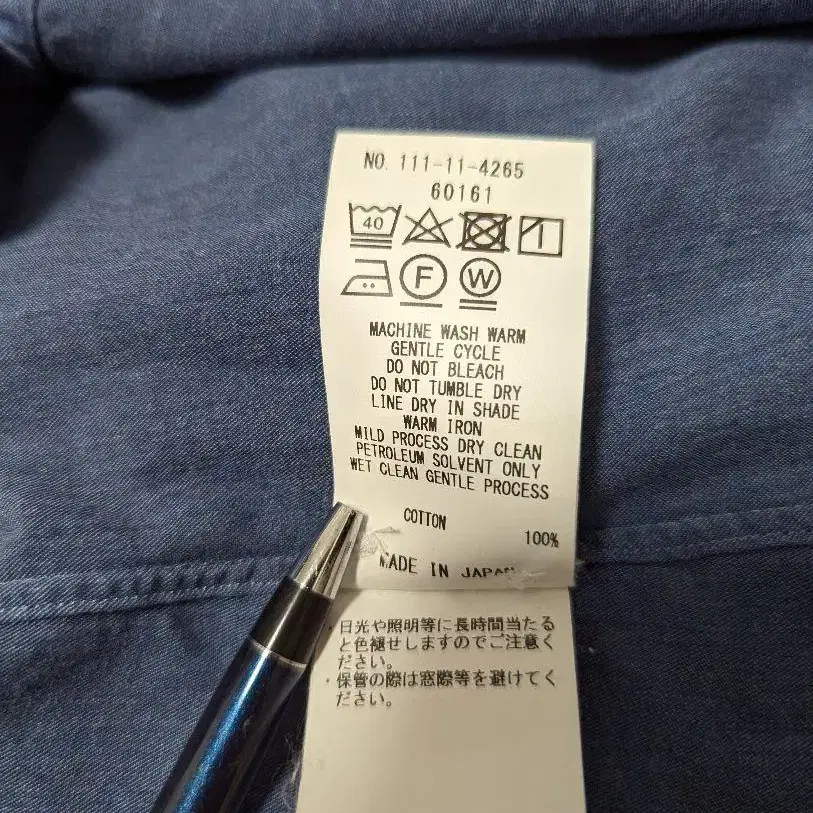 NO. 111-11-4265
60161
40
F W
MACHINE WASH WARM
GENTLE CYCLE
DO NOT BLEACH
DO NOT TUMBLE DRY
LINE DRY IN SHADE
WARM IRON
MILD PROCESS DRY CLEAN
PETROLEUM SOLVENT ONLY
WET CLEAN GENTLE PROCESS
COTTON
100%
MADE IN JAPAN
・日光や照明等に長時間当たる
と色褪せしますのでご注意く
ださい。
・保管の際は窓際等を避けてく
ださい。